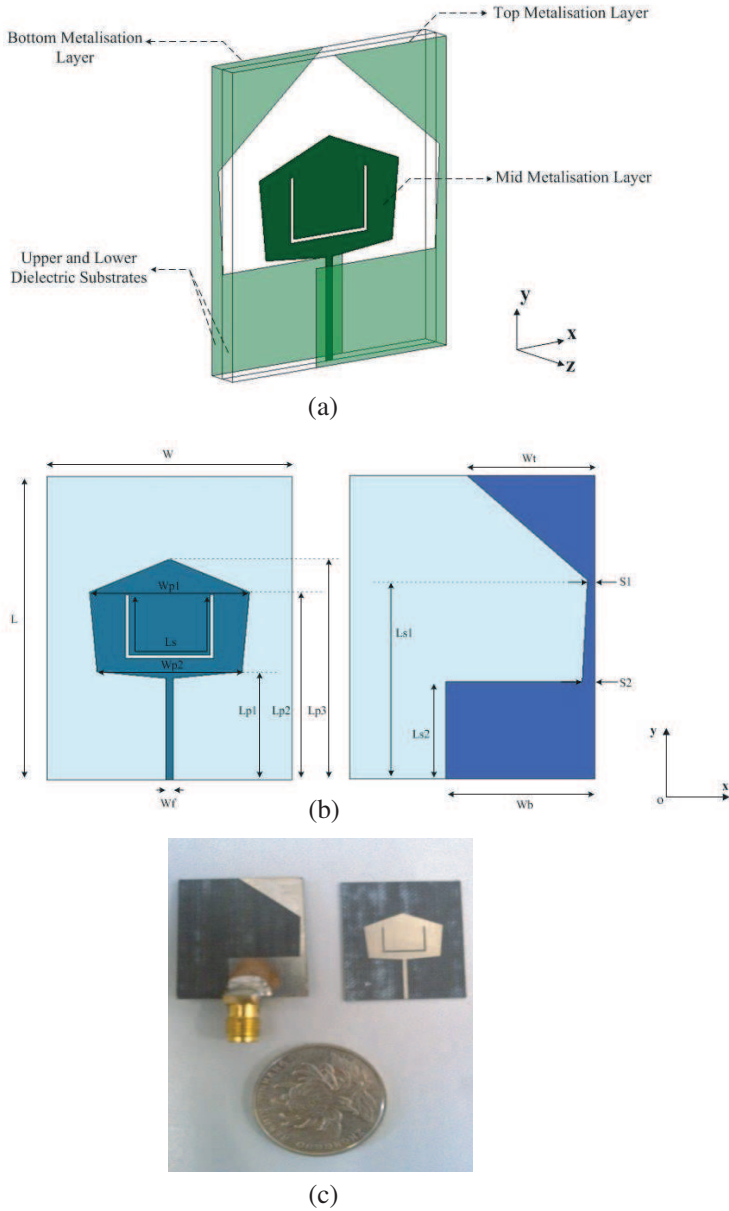 Bottom Metalisation
Layer
Top Metalisation Layer
Mid Metalisation Layer
Upper and Lower
Dielectric Substrates
y
x
z
(a)
W
L
Wp1
Ls
Wp2
Lp1
Lp2
Lp3
Wf
Wt
S1
Ls1
S2
Ls2
Wb
y
o
x
(b)
(c)